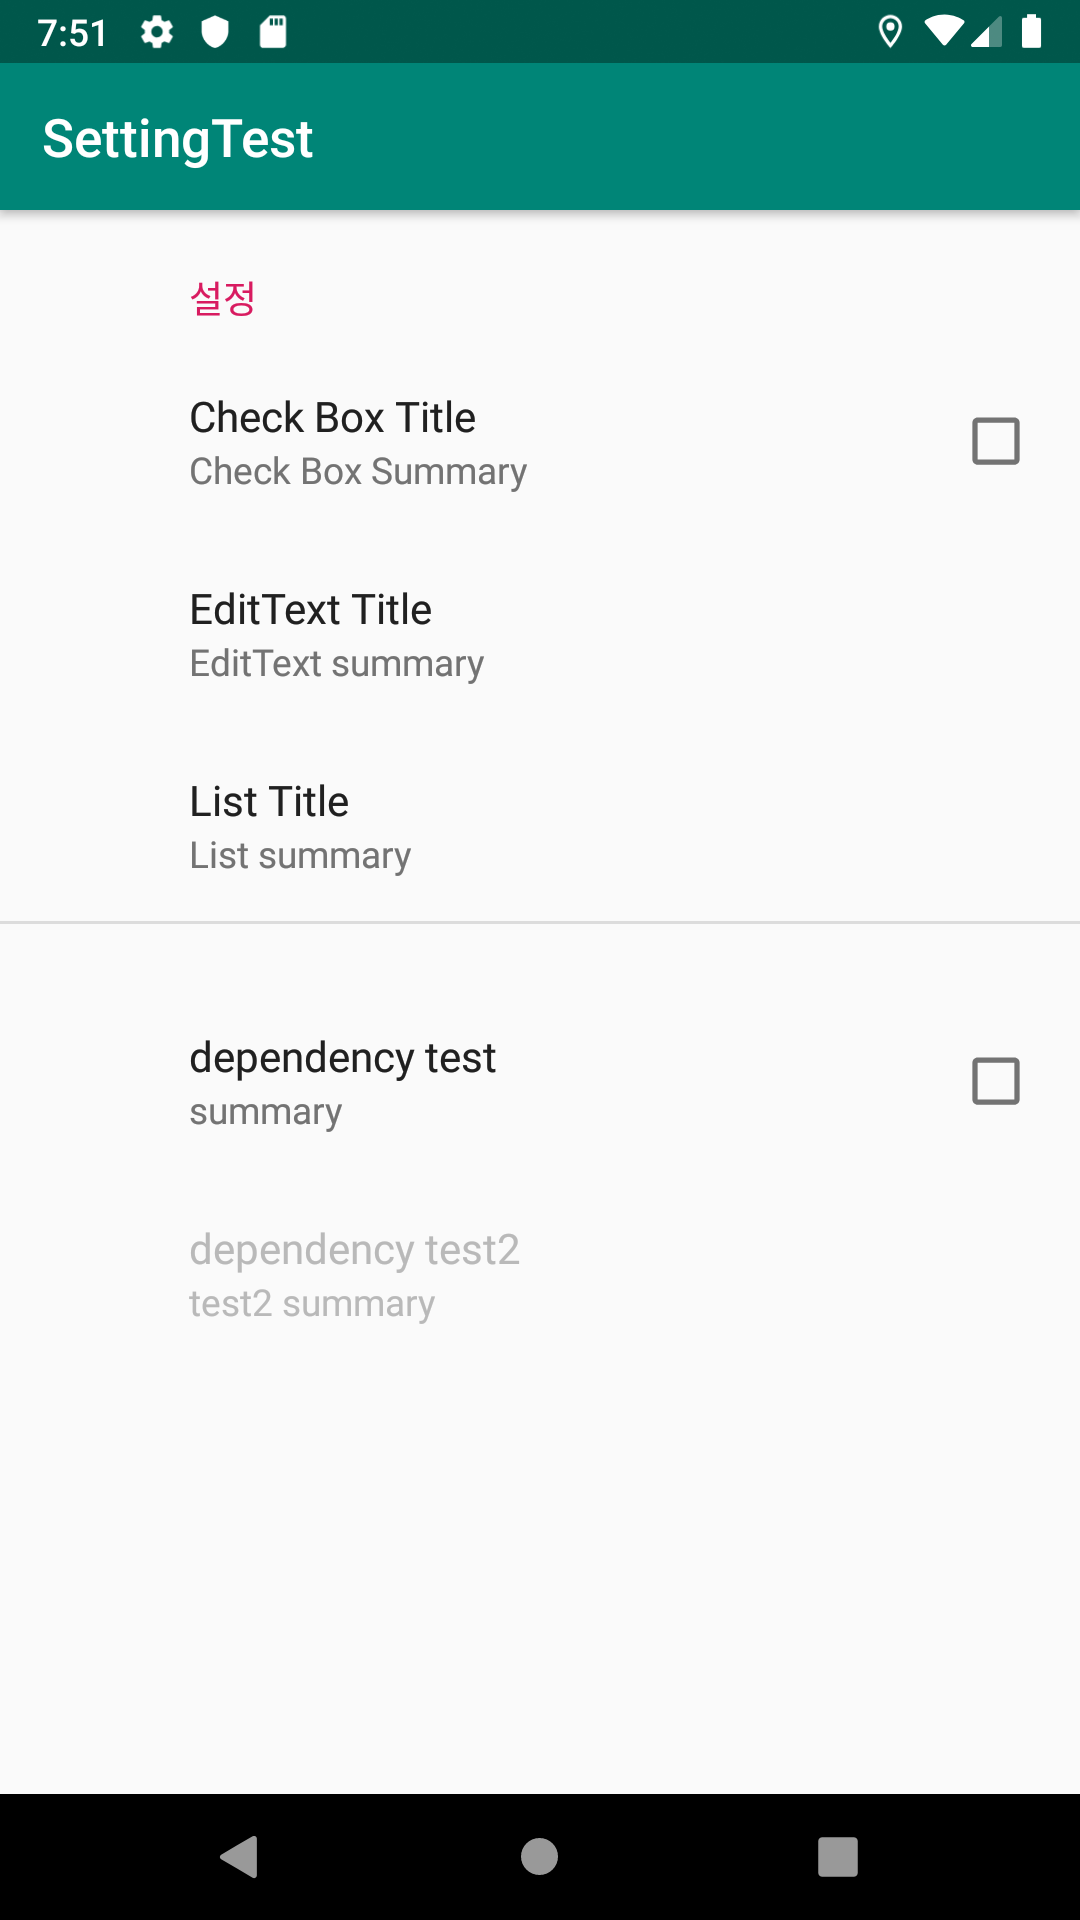 7:51
SettingTest
설정
Check Box Title
Check Box Summary
EditText Title
EditText summary
List Title
List summary
dependency test
summary
dependency test2
test2 summary